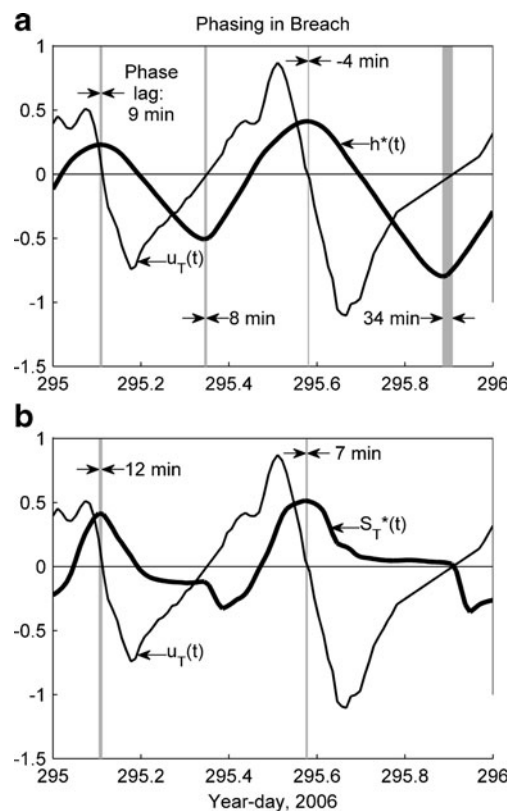 a
Phasing in Breach
1
0.5
0
-0.5
-1
-1.5
Phase
lag:
9 min
-4 min
h*(t)
u_T(t)
8 min
34 min
295
295.2
295.4
295.6
295.8
296
b
1
0.5
0
-0.5
-1
-1.5
12 min
7 min
S_T*(t)
u_T(t)
295
295.2
295.4
295.6
295.8
296
Year-day, 2006